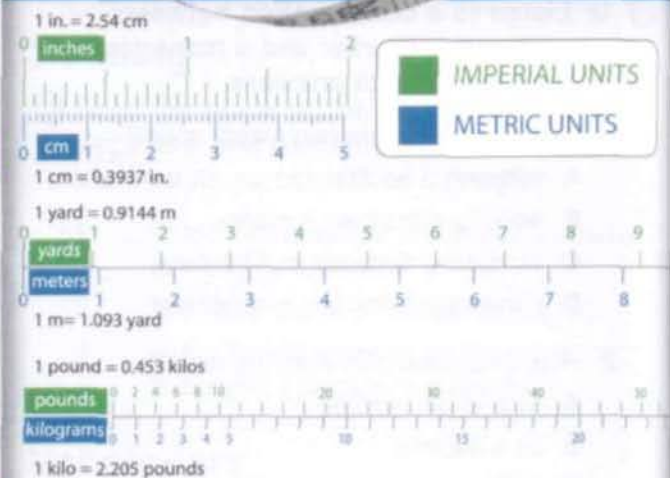 1 in. = 2.54 cm
0 inches 1 2
IMPERIAL UNITS
METRIC UNITS
0 cm 1 2 3 4 5
1 cm = 0.3937 in.
1 yard = 0.9144 m
0 1 2 3 4 5 6 7 8 9
yards
meters
0 1 2 3 4 5 6 7 8
1 m= 1.093 yard
1 pound = 0.453 kilos
pounds 0 2 4 6 8 10 20 30 40 50
kilograms 0 1 2 3 4 5 10 15 20
1 kilo = 2.205 pounds